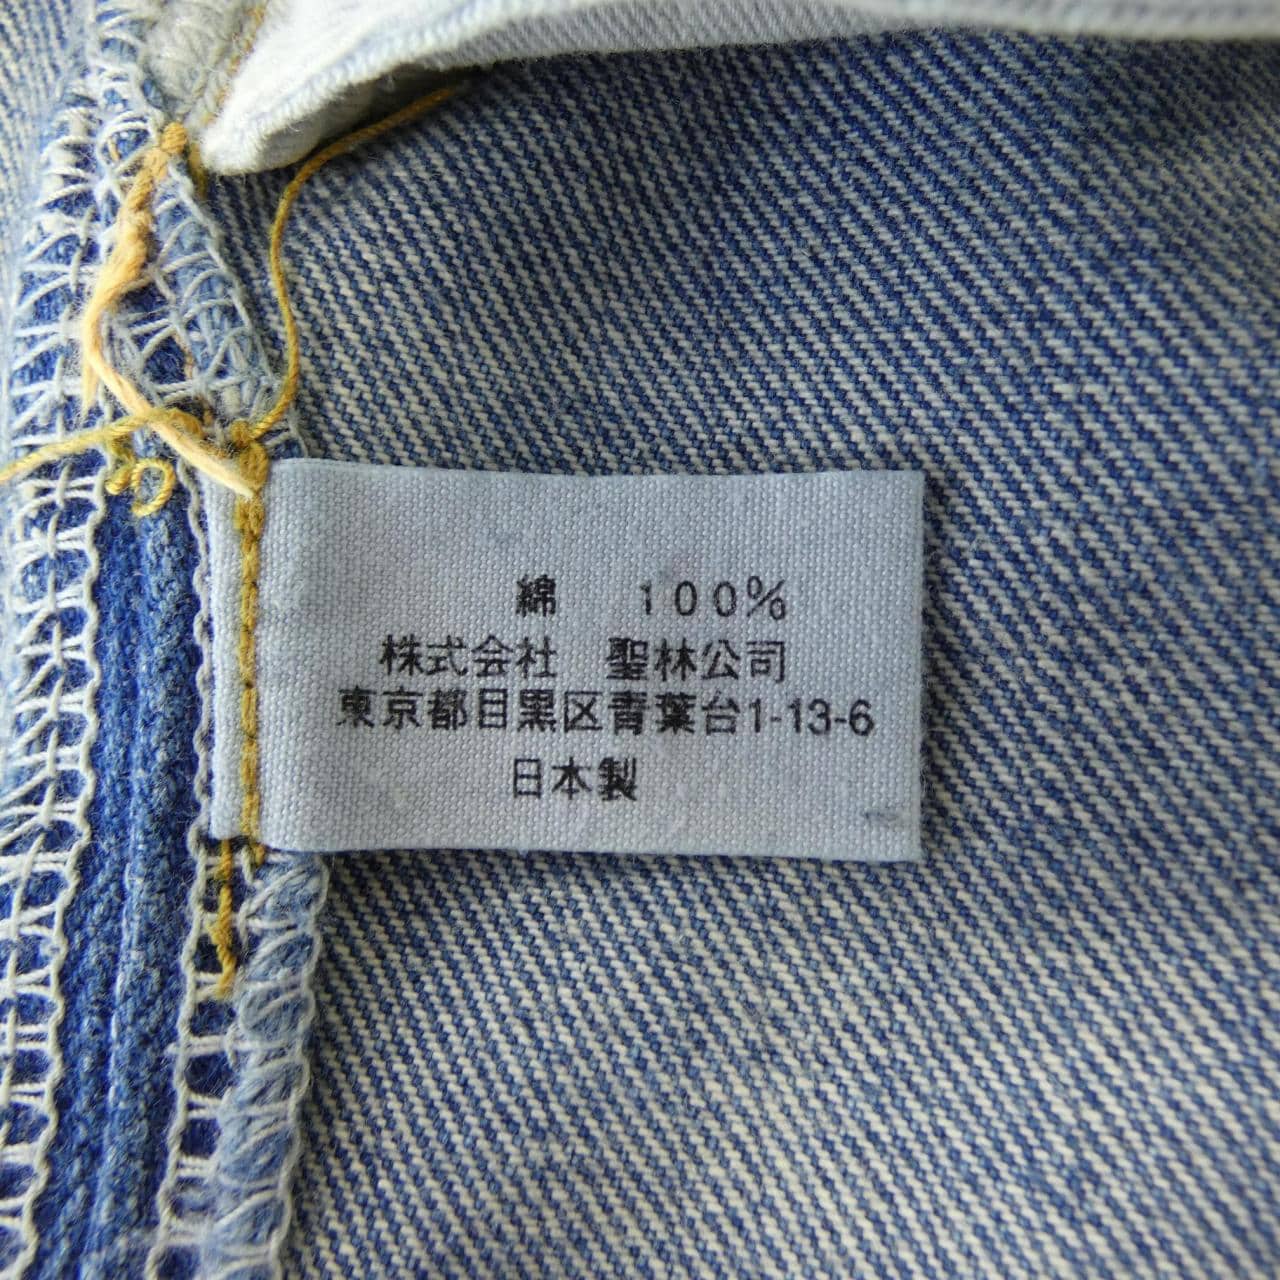 綿　100%
株式会社　聖林公司
東京都目黒区青葉台1-13-6
日本製